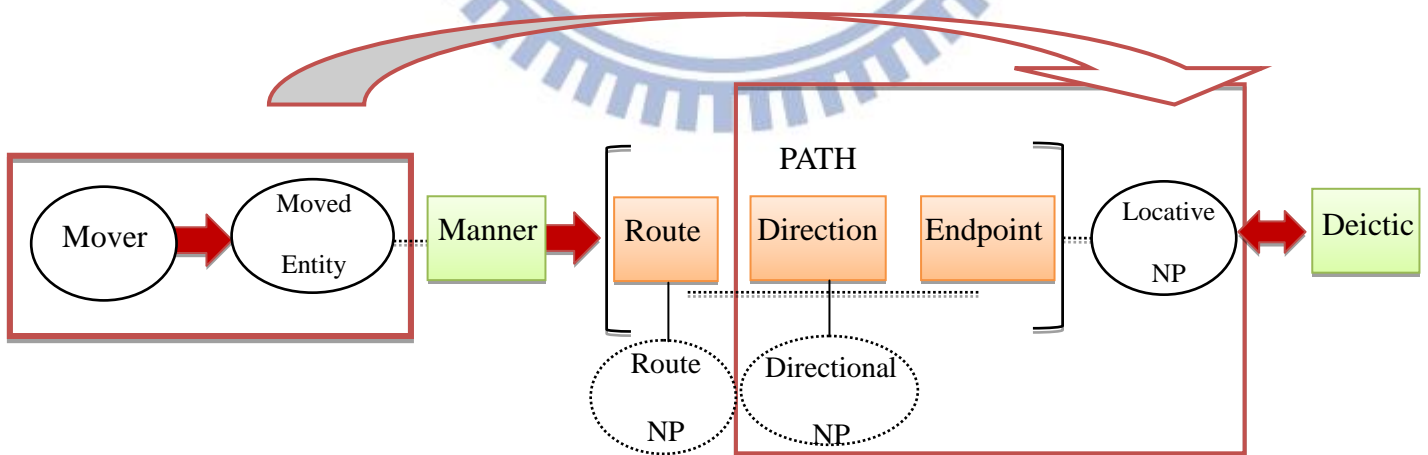 PATH
Mover
Moved
Entity
Manner
Route
Direction
Endpoint
Locative
NP
Deictic
Route
NP
Directional
NP